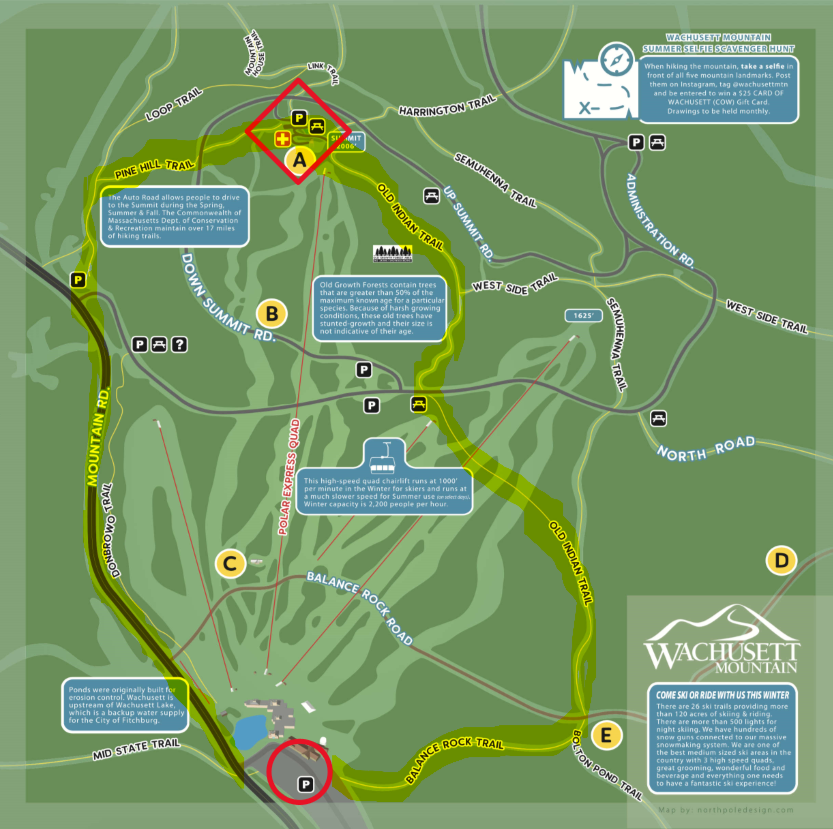 WACHUSETT MOUNTAIN
SUMMER SELFIE SCAVENGER HUNT
When hiking the mountain, take a selfie in
front of all five mountain landmarks. Post
them on Instagram, tag @wachusettmtn
and be entered to win a $25 CARD OF
WACHUSETT (COW) Gift Card.
Drawings to be held monthly.
X
MOUNTAIN
HOUSE TRAIL
LINK
TRAIL
LOOP TRAIL
HARRINGTON TRAIL
P
SUMMIT
2006'
A
P
PINE HILL TRAIL
SEMUHENNA TRAIL
OLD INDIAN TRAIL
UP SUMMIT RD.
ADMINISTRATION RD.
The Auto Road allows people to drive
to the Summit during the Spring,
Summer & Fall. The Commonwealth of
Massachusetts Dept. of Conservation
& Recreation maintain over 17 miles
of hiking trails.
DOWN SUMMIT RD.
P
Old Growth Forests contain trees
that are greater than 50% of the
maximum known age for a particular
species. Because of harsh growing
conditions, these old trees have
stunted-growth and their size is
not indicative of their age.
WEST SIDE TRAIL
WEST SIDE TRAIL
B
1625'
SEMUHENNA TRAIL
P ?
P
P
MOUNTAIN RD.
NORTH ROAD
POLAR EXPRESS QUAD
This high-speed quad chairlift runs at 1000'
per minute in the Winter for skiers and runs at
a much slower speed for Summer use (on select days).
Winter capacity is 2,200 people per hour.
DONBROWO TRAIL
OLD INDIAN TRAIL
C
D
BALANCE ROCK ROAD
WACHUSETT
MOUNTAIN
Ponds were originally built for
erosion control. Wachusett is
upstream of Wachusett Lake,
which is a backup water supply
for the City of Fitchburg.
COME SKI OR RIDE WITH US THIS WINTER
There are 26 ski trails providing more
than 120 acres of skiing & riding.
There are more than 500 lights for
night skiing. We have hundreds of
snow guns connected to our massive
snowmaking system. We are one of
the best medium sized ski areas in the
country with 3 high speed quads,
great grooming, wonderful food and
beverage and everything one needs
to have a fantastic ski experience!
E
MID STATE TRAIL
BALANCE ROCK TRAIL
BOLTON POND TRAIL
P
Map by: northpoledesign.com